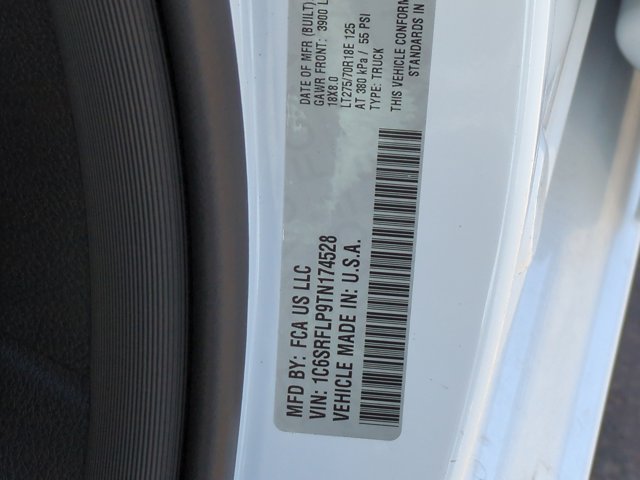 MFD BY: FCA US LLC
DATE OF MFR (BUILT)
VIN: 1C6SRFLP9TN174528
GAWR FRONT: 3900
18X8.0
VEHICLE MADE IN: U.S.A.
LT275/70R18E 125
AT 380 kPa / 55 PSI
TYPE: TRUCK
THIS VEHICLE CONFORM
STANDARDS IN